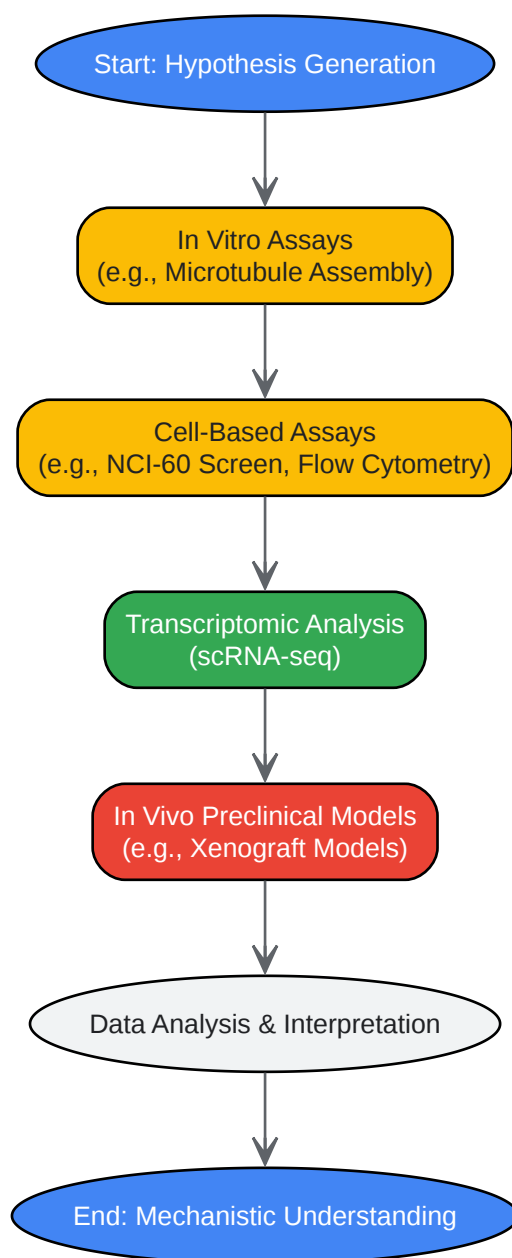 Start: Hypothesis Generation
In Vitro Assays
(e.g., Microtubule Assembly)
Cell-Based Assays
(e.g., NCI-60 Screen, Flow Cytometry)
Transcriptomic Analysis
(scRNA-seq)
In Vivo Preclinical Models
(e.g., Xenograft Models)
Data Analysis & Interpretation
End: Mechanistic Understanding